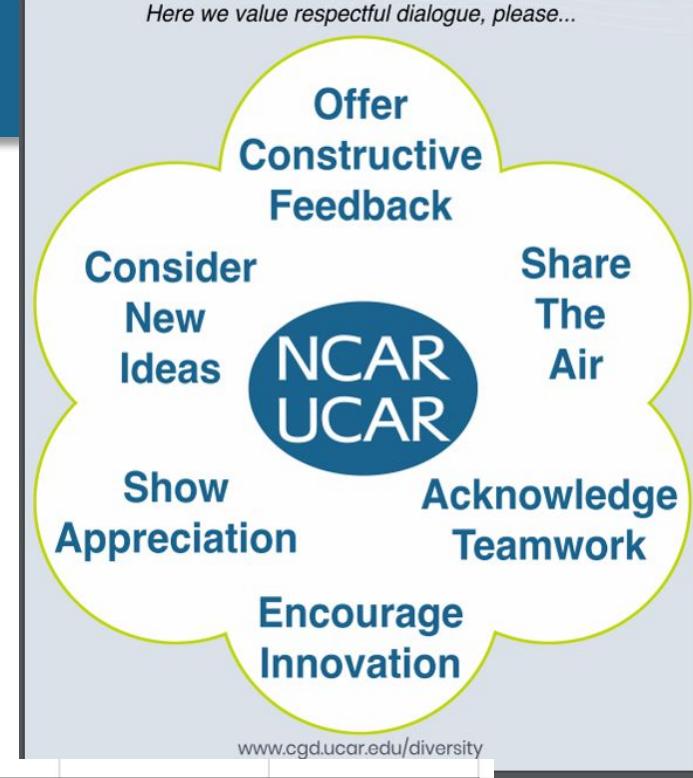 Here we value respectful dialogue, please...
Offer
Constructive
Feedback
Consider
New
Ideas
Share
The
Air
NCAR
UCAR
Show
Appreciation
Acknowledge
Teamwork
Encourage
Innovation
www.cgd.ucar.edu/diversity